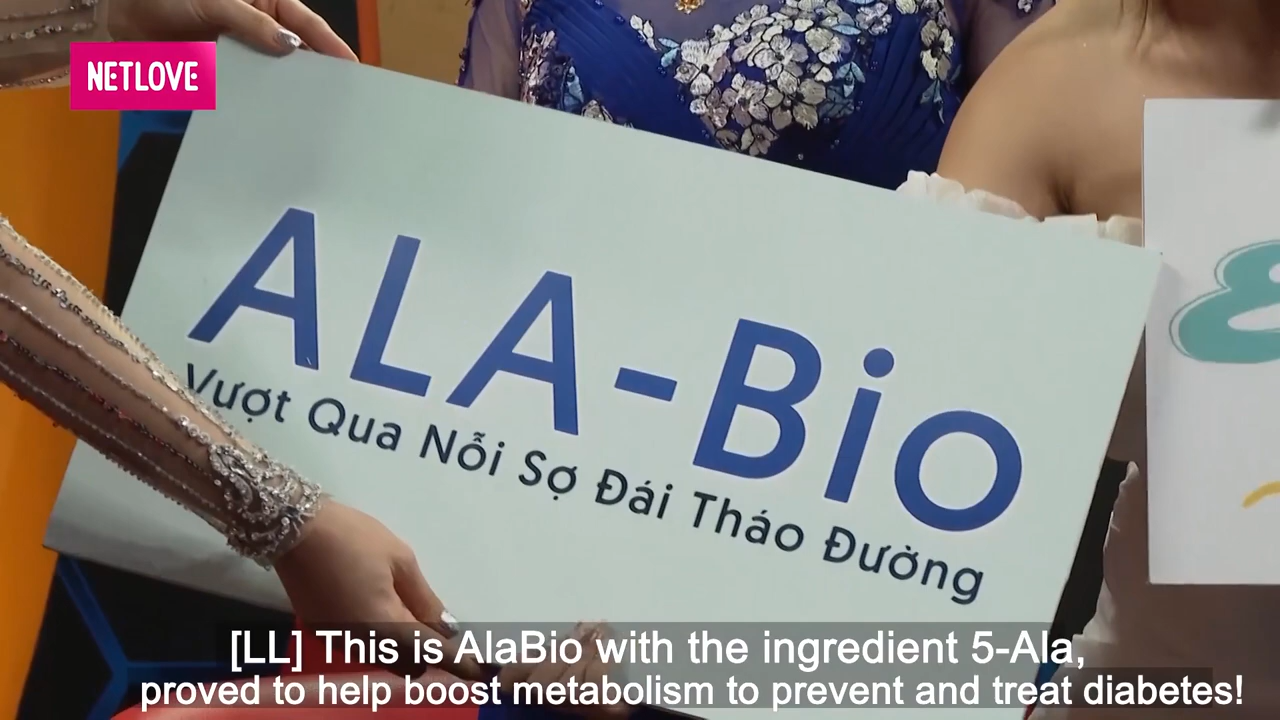 NETLOVE
ALA-Bio
Vượt Qua Nỗi Sợ Đái Tháo Đường
[LL] This is AlaBio with the ingredient 5-Ala,
proved to help boost metabolism to prevent and treat diabetes!